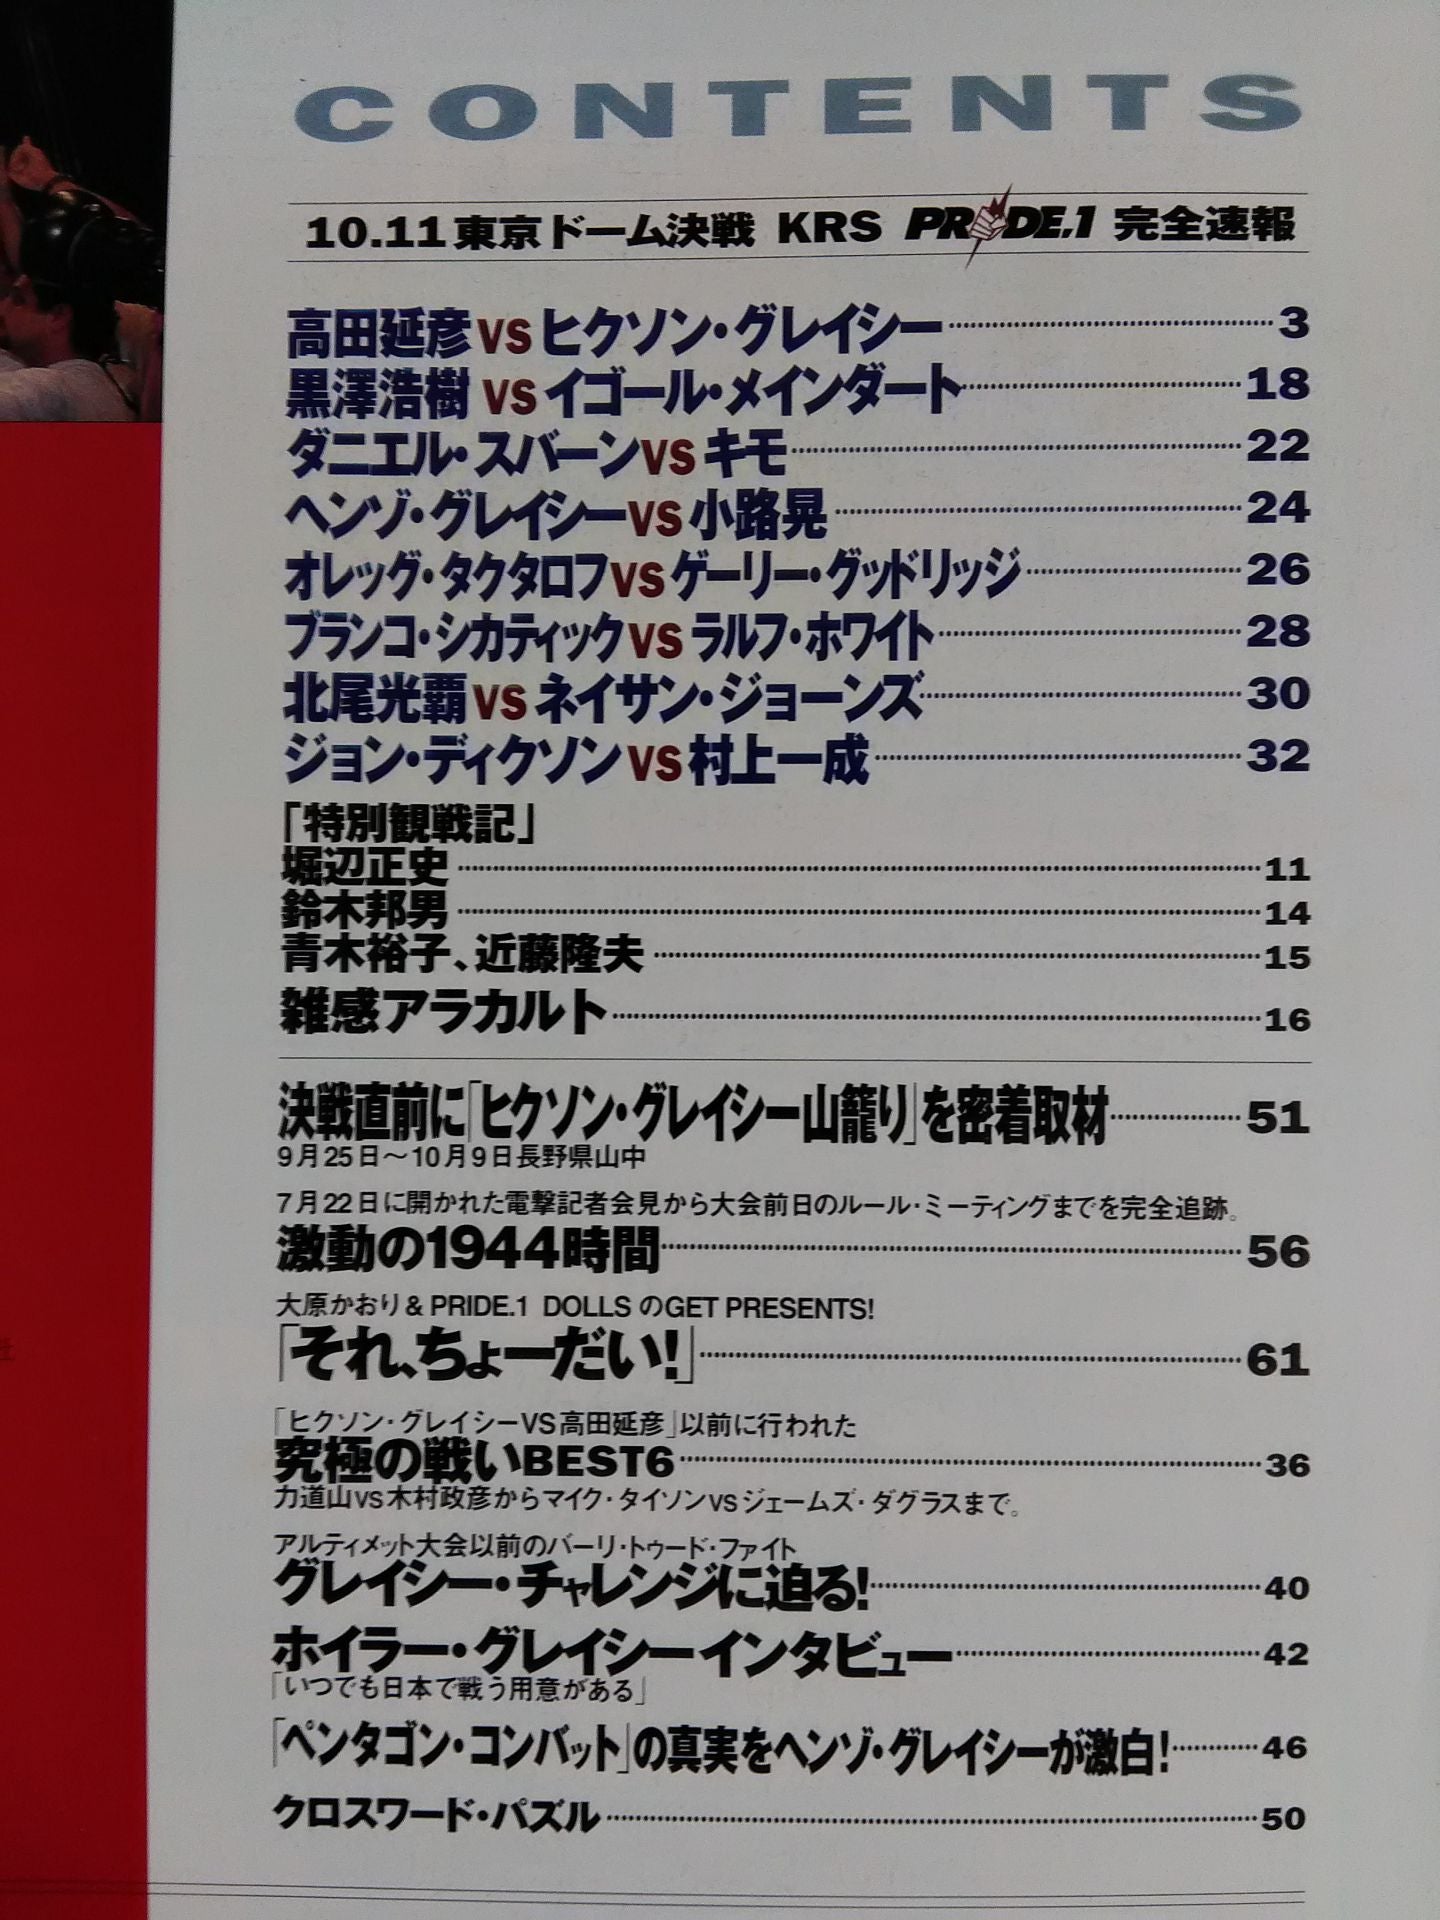 CONTENTS
10.11東京ドーム決戦 KRS PRIDE.1 完全速報
高田延彦VSヒクソン・グレイシー 3
黒澤浩樹VSイゴール・メインダート 18
ダニエル・スバーンVSキモ 22
ヘンゾ・グレイシーVS小路晃 24
オレッグ・タクタロフVSゲーリー・グッドリッジ 26
ブランコ・シカティックVSラルフ・ホワイト 28
北尾光覇VSネイサン・ジョーンズ 30
ジョン・ディクソンVS村上一成 32
「特別観戦記」
堀辺正史 11
鈴木邦男 14
青木裕子、近藤隆夫 15
雑感アラカルト 16
決戦直前に「ヒクソン・グレイシー山籠り」を密着取材 51
9月25日〜10月9日長野県山中
7月22日に開かれた電撃記者会見から大会前日のルール・ミーティングまでを完全追跡。
激動の1944時間 56
大原かおり&PRIDE.1 DOLLSのGET PRESENTS!
「それ、ちょーだい!」 61
「ヒクソン・グレイシーVS高田延彦」以前に行われた
究極の戦いBEST6 36
力道山VS木村政彦からマイク・タイソンVSジェームズ・ダグラスまで。
アルティメット大会以前のバーリ・トゥード・ファイト
グレイシー・チャレンジに迫る! 40
ホイラー・グレイシーインタビュー 42
「いつでも日本で戦う用意がある」
「ペンタゴン・コンバット」の真実をヘンゾ・グレイシーが激白! 46
クロスワード・パズル 50
社